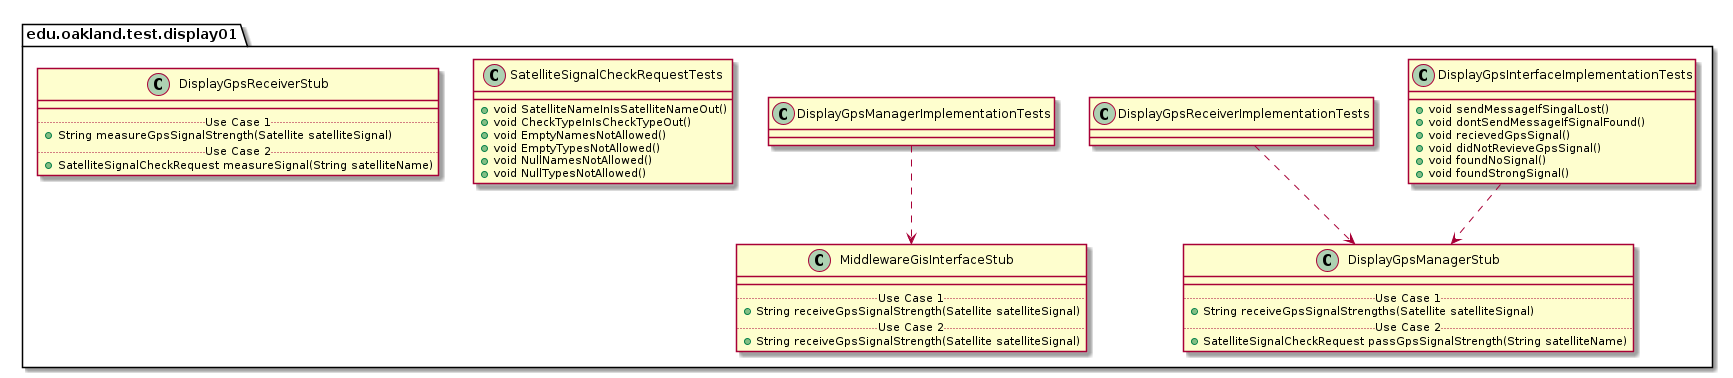 edu.oakland.test.display01
C DisplayGpsReceiverStub
Use Case 1
String measureGpsSignalStrength(Satellite satelliteSignal)
Use Case 2
SatelliteSignalCheckRequest measureSignal(String satelliteName)
C SatelliteSignalCheckRequestTests
void SatelliteNameInIsSatelliteNameOut()
void CheckTypeInIsCheckTypeOut()
void EmptyNamesNotAllowed()
void EmptyTypesNotAllowed()
void NullNamesNotAllowed()
void NullTypesNotAllowed()
C DisplayGpsManagerImplementationTests
C DisplayGpsReceiverImplementationTests
C DisplayGpsInterfaceImplementationTests
void sendMessageIfSingalLost()
void dontSendMessageIfSignalFound()
void recievedGpsSignal()
void didNotRevieveGpsSignal()
void foundNoSignal()
void foundStrongSignal()
C MiddlewareGisInterfaceStub
Use Case 1
String receiveGpsSignalStrength(Satellite satelliteSignal)
Use Case 2
String receiveGpsSignalStrength(Satellite satelliteSignal)
C DisplayGpsManagerStub
Use Case 1
String receiveGpsSignalStrengths(Satellite satelliteSignal)
Use Case 2
SatelliteSignalCheckRequest passGpsSignalStrength(String satelliteName)